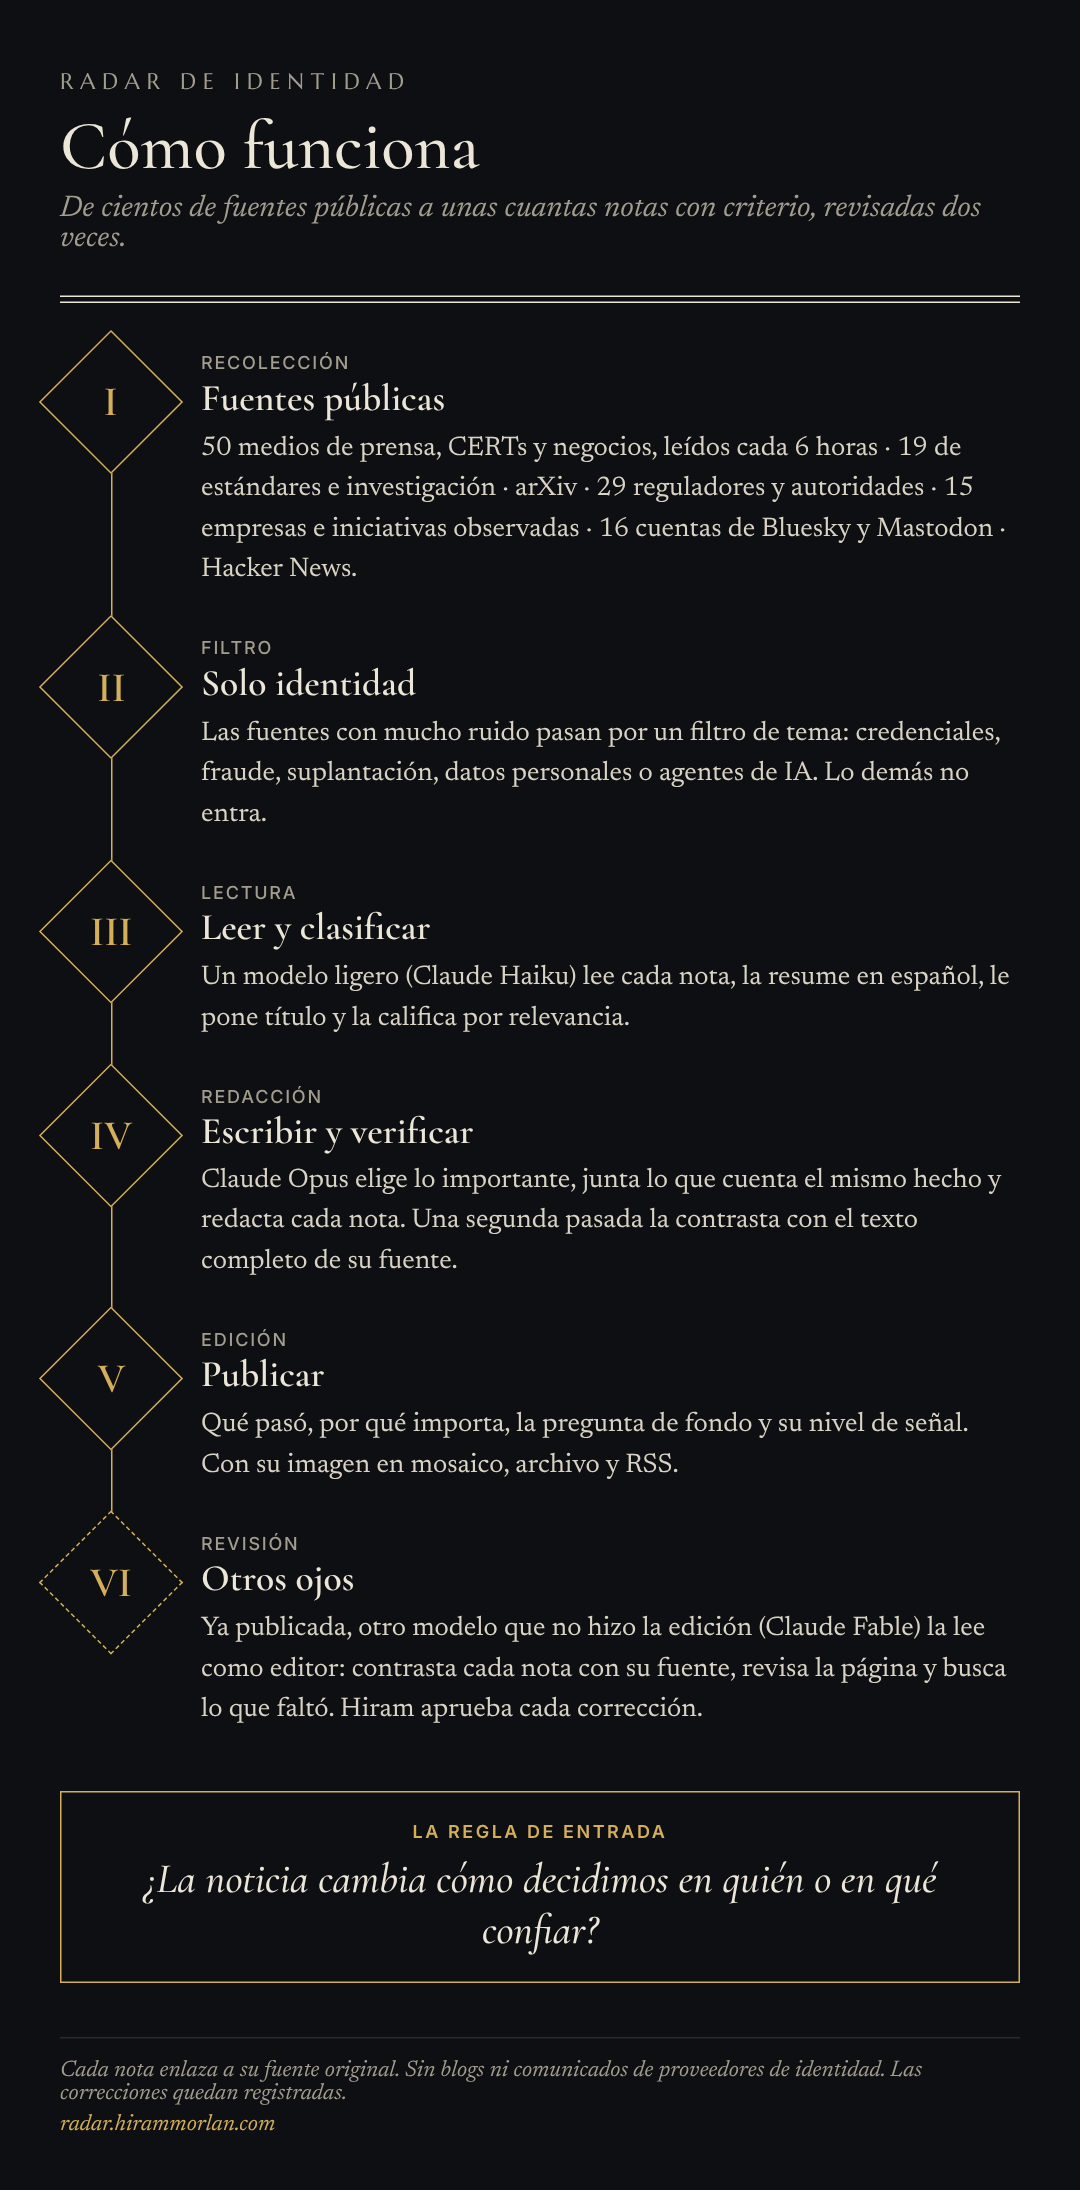 RADAR DE IDENTIDAD
Cómo funciona
De cientos de fuentes públicas a unas cuantas notas con criterio, revisadas dos
veces.
I
RECOLECCIÓN
Fuentes públicas
50 medios de prensa, CERTs y negocios, leídos cada 6 horas · 19 de
estándares e investigación · arXiv · 29 reguladores y autoridades · 15
empresas e iniciativas observadas · 16 cuentas de Bluesky y Mastodon ·
Hacker News.
II
FILTRO
Solo identidad
Las fuentes con mucho ruido pasan por un filtro de tema: credenciales,
fraude, suplantación, datos personales o agentes de IA. Lo demás no
entra.
III
LECTURA
Leer y clasificar
Un modelo ligero (Claude Haiku) lee cada nota, la resume en español, le
pone título y la califica por relevancia.
IV
REDACCIÓN
Escribir y verificar
Claude Opus elige lo importante, junta lo que cuenta el mismo hecho y
redacta cada nota. Una segunda pasada la contrasta con el texto
completo de su fuente.
V
EDICIÓN
Publicar
Qué pasó, por qué importa, la pregunta de fondo y su nivel de señal.
Con su imagen en mosaico, archivo y RSS.
VI
REVISIÓN
Otros ojos
Ya publicada, otro modelo que no hizo la edición (Claude Fable) la lee
como editor: contrasta cada nota con su fuente, revisa la página y busca
lo que faltó. Hiram aprueba cada corrección.
LA REGLA DE ENTRADA
¿La noticia cambia cómo decidimos en quién o en qué
confiar?
Cada nota enlaza a su fuente original. Sin blogs ni comunicados de proveedores de identidad. Las
correcciones quedan registradas.
radar.hirammorlan.com